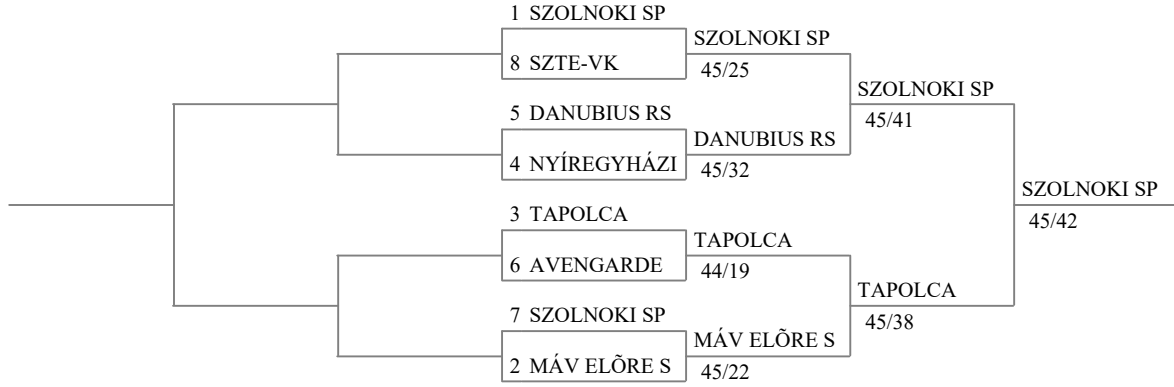 1 SZOLNOKI SP
SZOLNOKI SP
8 SZTE-VK
45/25
SZOLNOKI SP
5 DANUBIUS RS
45/41
DANUBIUS RS
4 NYÍREGYHÁZI
45/32
SZOLNOKI SP
3 TAPOLCA
45/42
TAPOLCA
6 AVENGARDE
44/19
TAPOLCA
7 SZOLNOKI SP
45/38
MÁV ELÕRE S
2 MÁV ELÕRE S
45/22